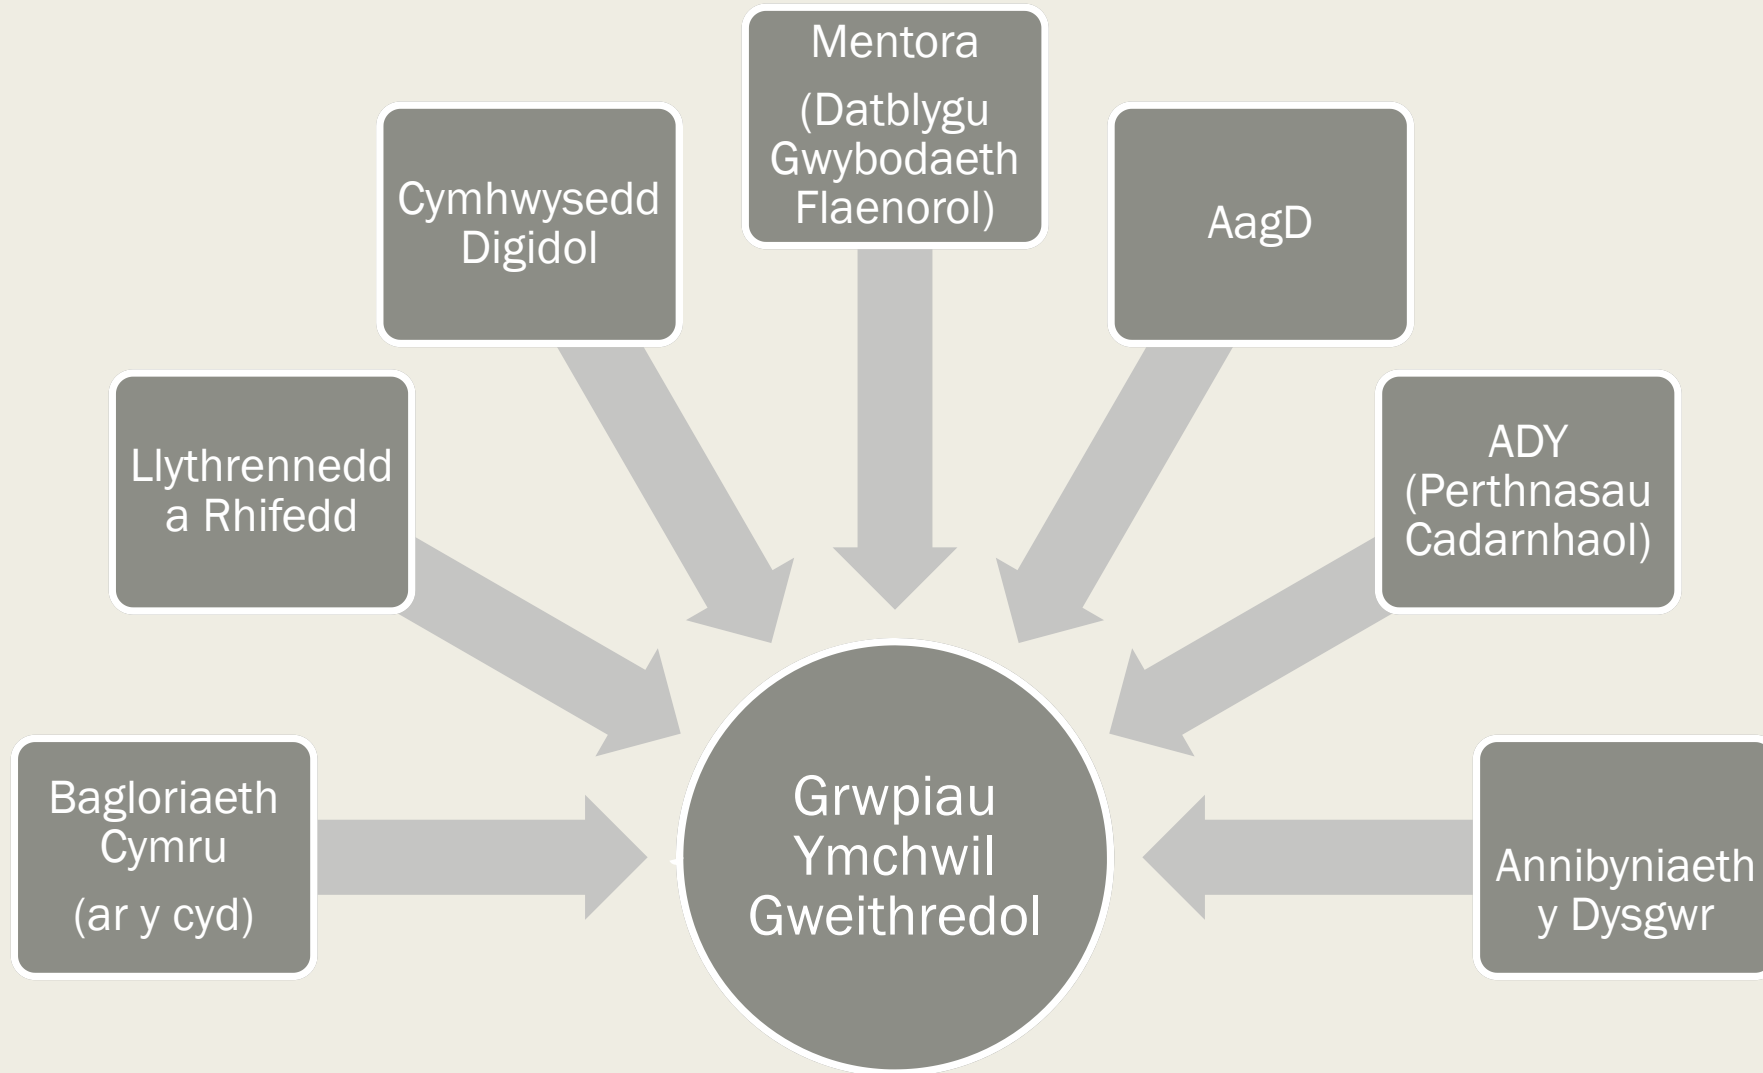 Mentora
(Datblygu
Gwybodaeth
Flaenorol)
Cymhwysedd
Digidol
AagD
Llythrennedd
a Rhifedd
ADY
(Perthnasau
Cadarnhaol)
Bagloriaeth
Cymru
(ar y cyd)
Grwpiau
Ymchwil
Gweithredol
Annibyniaeth
y Dysgwr